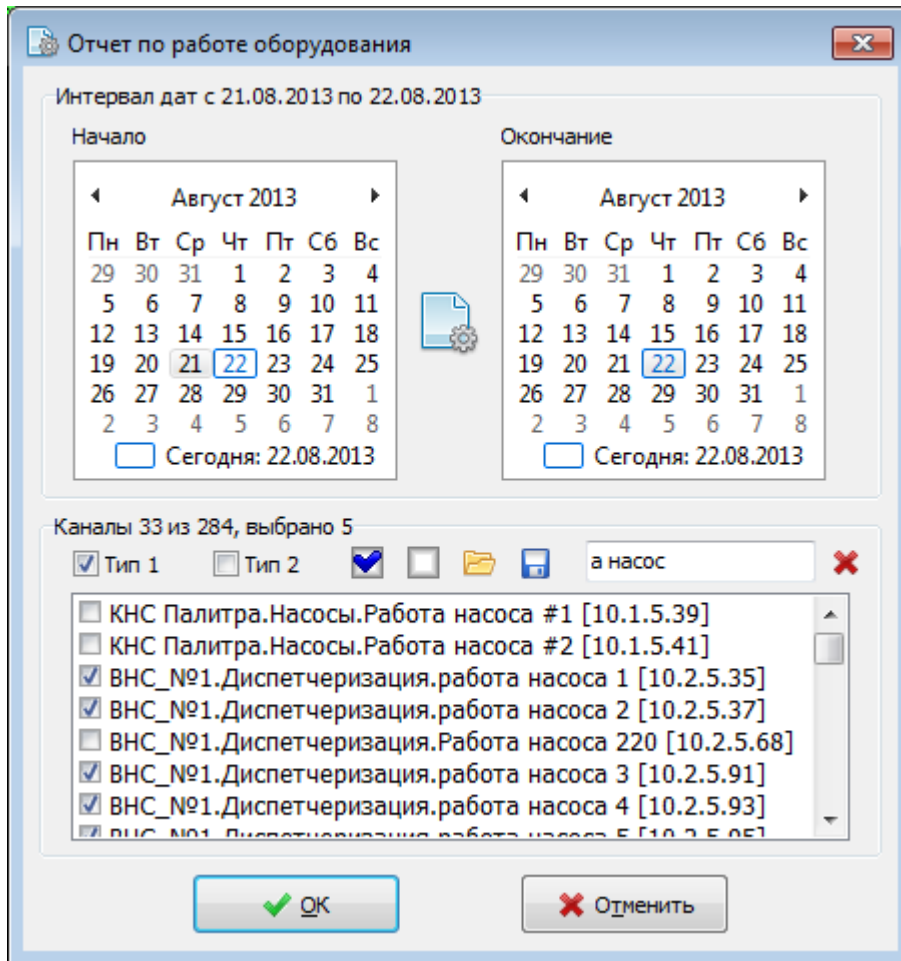 Отчет по работе оборудования
Интервал дат с 21.08.2013 по 22.08.2013
Начало Окончание
Август 2013 Август 2013
Пн Вт Ср Чт Пт Сб Вс Пн Вт Ср Чт Пт Сб Вс
29 30 31 1 2 3 4 29 30 31 1 2 3 4
5 6 7 8 9 10 11 5 6 7 8 9 10 11
12 13 14 15 16 17 18 12 13 14 15 16 17 18
19 20 21 22 23 24 25 19 20 21 22 23 24 25
26 27 28 29 30 31 1 26 27 28 29 30 31 1
2 3 4 5 6 7 8 2 3 4 5 6 7 8
Сегодня: 22.08.2013 Сегодня: 22.08.2013
Каналы 33 из 284, выбрано 5
Тип 1 Тип 2 а насос
КНС Палитра.Насосы.Работа насоса #1 [10.1.5.39]
КНС Палитра.Насосы.Работа насоса #2 [10.1.5.41]
ВНС_№1.Диспетчеризация.работа насоса 1 [10.2.5.35]
ВНС_№1.Диспетчеризация.работа насоса 2 [10.2.5.37]
ВНС_№1.Диспетчеризация.Работа насоса 220 [10.2.5.68]
ВНС_№1.Диспетчеризация.работа насоса 3 [10.2.5.91]
ВНС_№1.Диспетчеризация.работа насоса 4 [10.2.5.93]
ВНС_№1.Диспетчеризация.работа насоса 5 [10.2.5.95]
OK Отменить